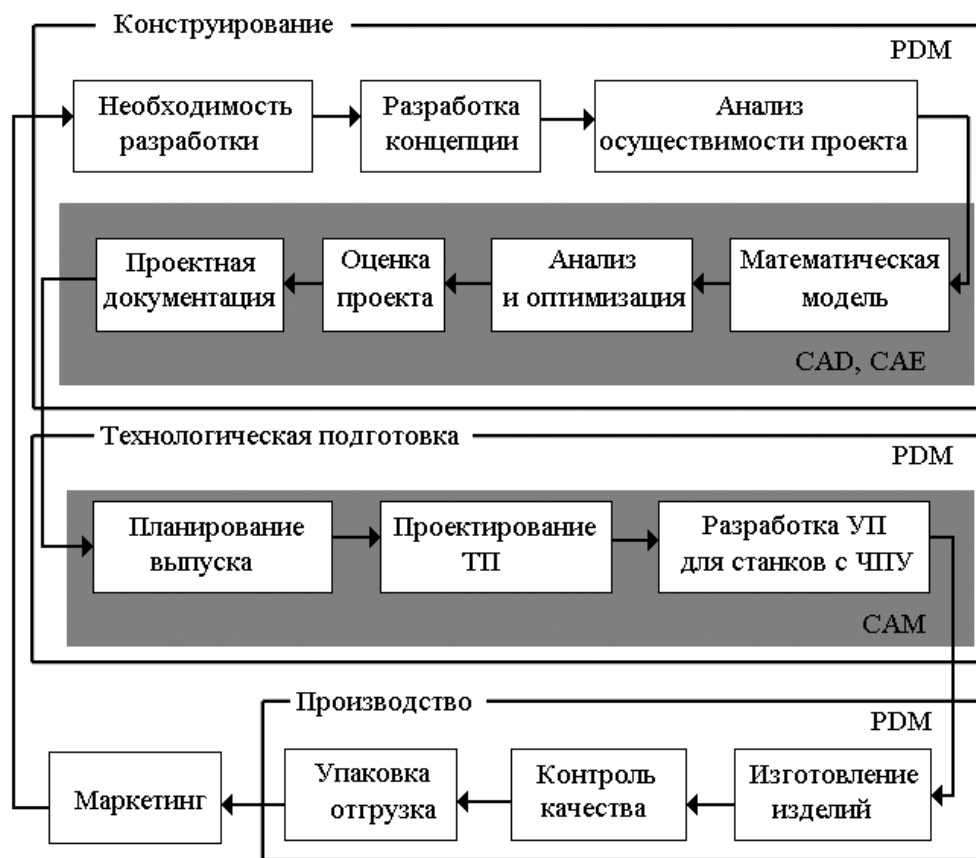 Конструирование
PDM
Необходимость
разработки
Разработка
концепции
Анализ
осуществимости проекта
Проектная
документация
Оценка
проекта
Анализ
и оптимизация
Математическая
модель
CAD, CAE
Технологическая подготовка
PDM
Планирование
выпуска
Проектирование
ТП
Разработка УП
для станков с ЧПУ
CAM
Производство
PDM
Маркетинг
Упаковка
отгрузка
Контроль
качества
Изготовление
изделий